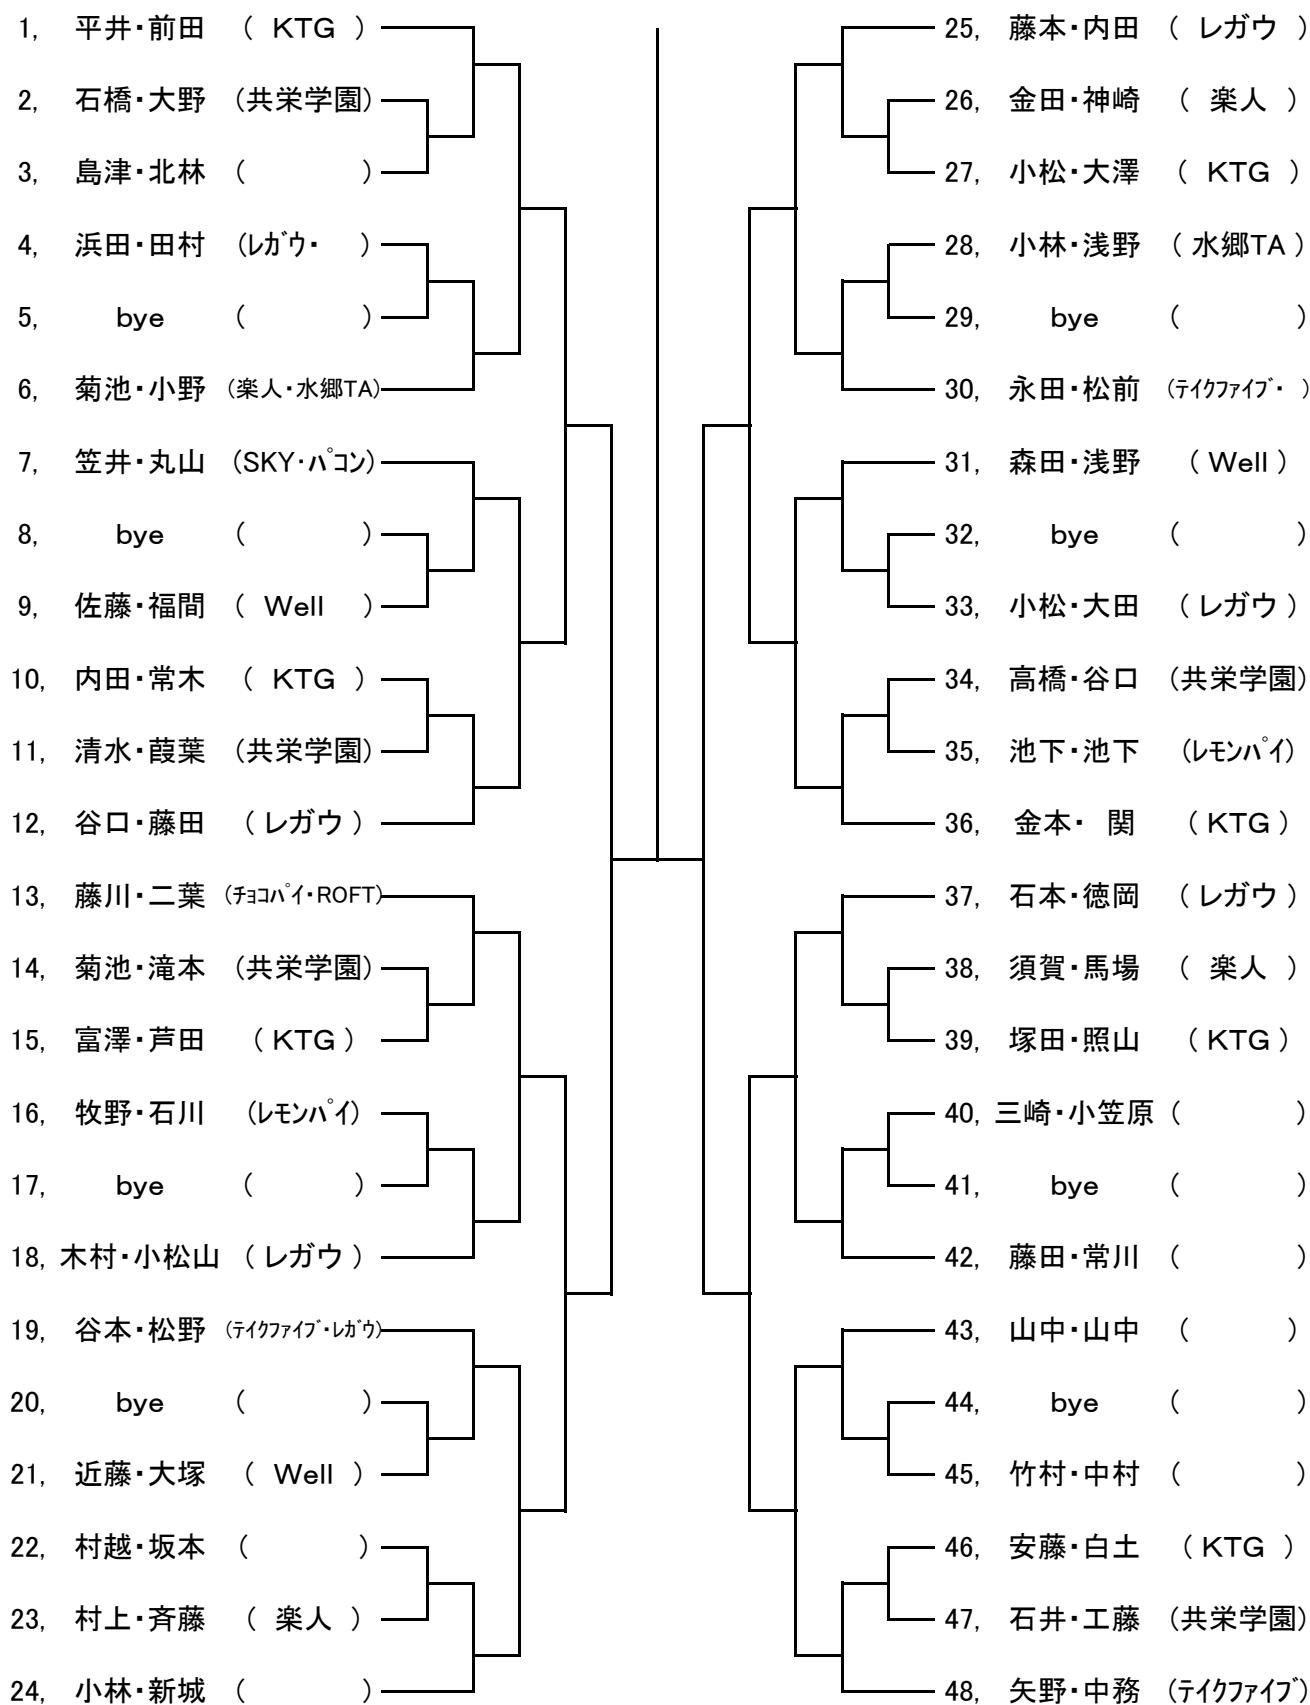 1, 平井・前田 ( KTG )
2, 石橋・大野 (共栄学園)
3, 島津・北林 ( )
4, 浜田・田村 (ﾚｶﾞｳ・ )
5, bye ( )
6, 菊池・小野 (楽人・水郷TA)
7, 笠井・丸山 (SKY・ﾊﾟｺﾝ)
8, bye ( )
9, 佐藤・福間 ( Well )
10, 内田・常木 ( KTG )
11, 清水・葭葉 (共栄学園)
12, 谷口・藤田 ( レガウ )
13, 藤川・二葉 (ﾁｮｺﾊﾟｲ・ROFT)
14, 菊池・滝本 (共栄学園)
15, 富澤・芦田 ( KTG )
16, 牧野・石川 (ﾚﾓﾝﾊﾟｲ)
17, bye ( )
18, 木村・小松山 ( レガウ )
19, 谷本・松野 (ﾃｲｸﾌｧｲﾌﾞ・ﾚｶﾞｳ)
20, bye ( )
21, 近藤・大塚 ( Well )
22, 村越・坂本 ( )
23, 村上・斉藤 ( 楽人 )
24, 小林・新城 ( )
25, 藤本・内田 ( レガウ )
26, 金田・神崎 ( 楽人 )
27, 小松・大澤 ( KTG )
28, 小林・浅野 ( 水郷TA )
29, bye ( )
30, 永田・松前 (ﾃｲｸﾌｧｲﾌﾞ・ )
31, 森田・浅野 ( Well )
32, bye ( )
33, 小松・大田 ( レガウ )
34, 高橋・谷口 (共栄学園)
35, 池下・池下 (ﾚﾓﾝﾊﾟｲ)
36, 金本・ 関 ( KTG )
37, 石本・徳岡 ( レガウ )
38, 須賀・馬場 ( 楽人 )
39, 塚田・照山 ( KTG )
40, 三崎・小笠原 ( )
41, bye ( )
42, 藤田・常川 ( )
43, 山中・山中 ( )
44, bye ( )
45, 竹村・中村 ( )
46, 安藤・白土 ( KTG )
47, 石井・工藤 (共栄学園)
48, 矢野・中務 (ﾃｲｸﾌｧｲﾌﾞ)